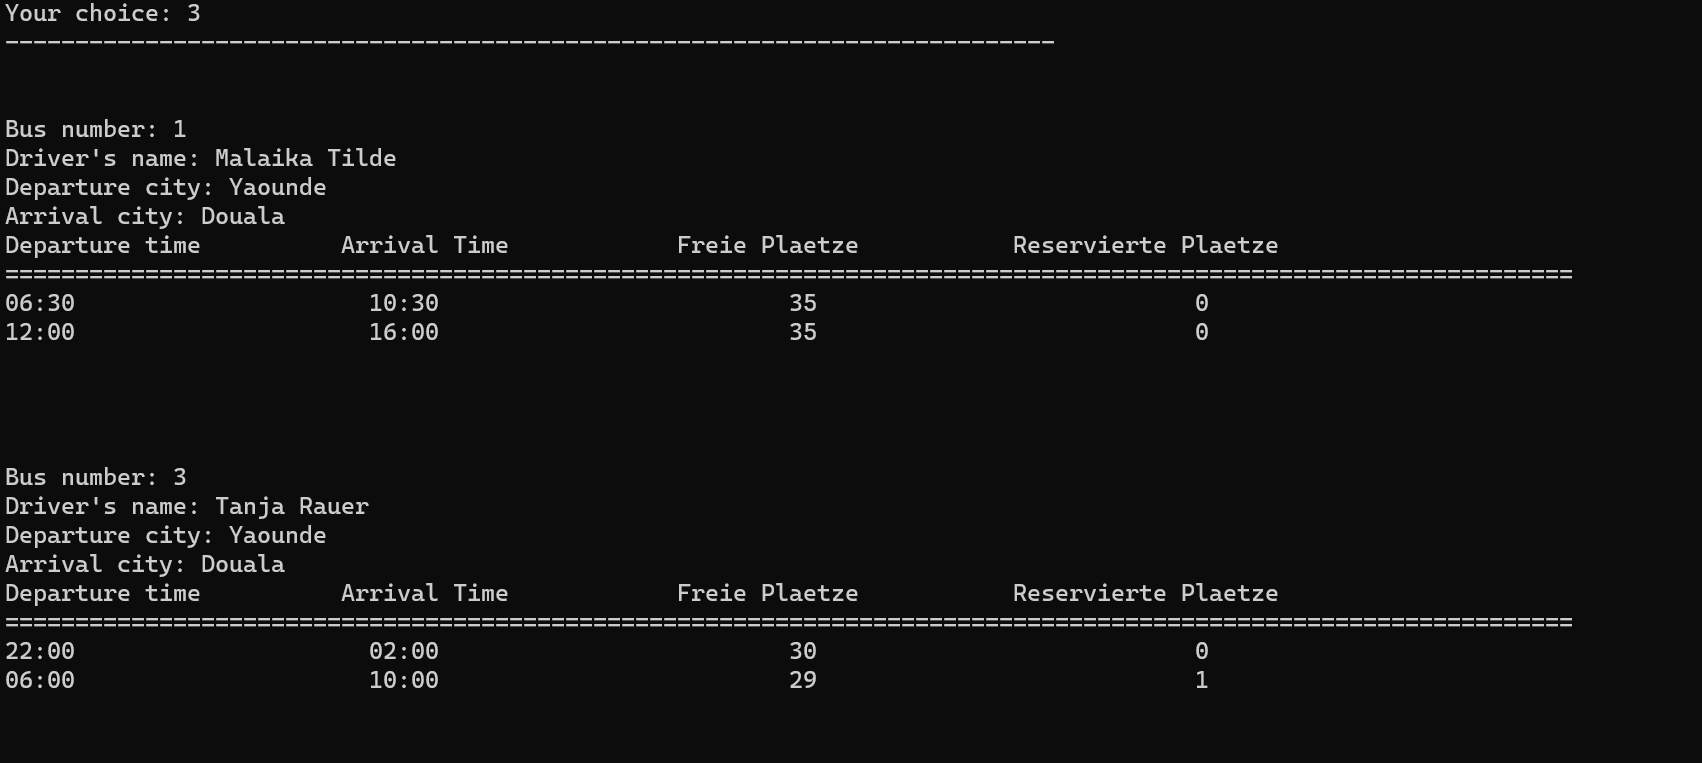 Your choice: 3
---------------------------------------------------------------------------
Bus number: 1
Driver's name: Malaika Tilde
Departure city: Yaounde
Arrival city: Douala
Departure time          Arrival Time            Freie Plaetze           Reservierte Plaetze
================================================================================================================
06:30                     10:30                         35                           0
12:00                     16:00                         35                           0
Bus number: 3
Driver's name: Tanja Rauer
Departure city: Yaounde
Arrival city: Douala
Departure time          Arrival Time            Freie Plaetze           Reservierte Plaetze
================================================================================================================
22:00                     02:00                         30                           0
06:00                     10:00                         29                           1